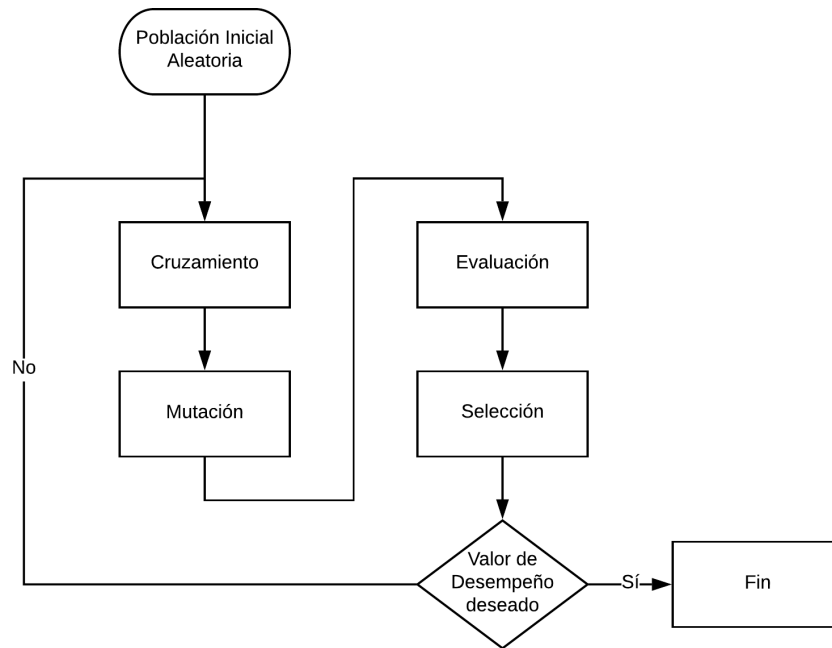 Población Inicial
Aleatoria
Cruzamiento
Evaluación
No
Mutación
Selección
Valor de
Desempeño
deseado
Sí
Fin